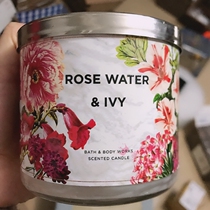 ROSE WATER
& IVY
BATH & BODY WORKS
SCENTED CANDLE